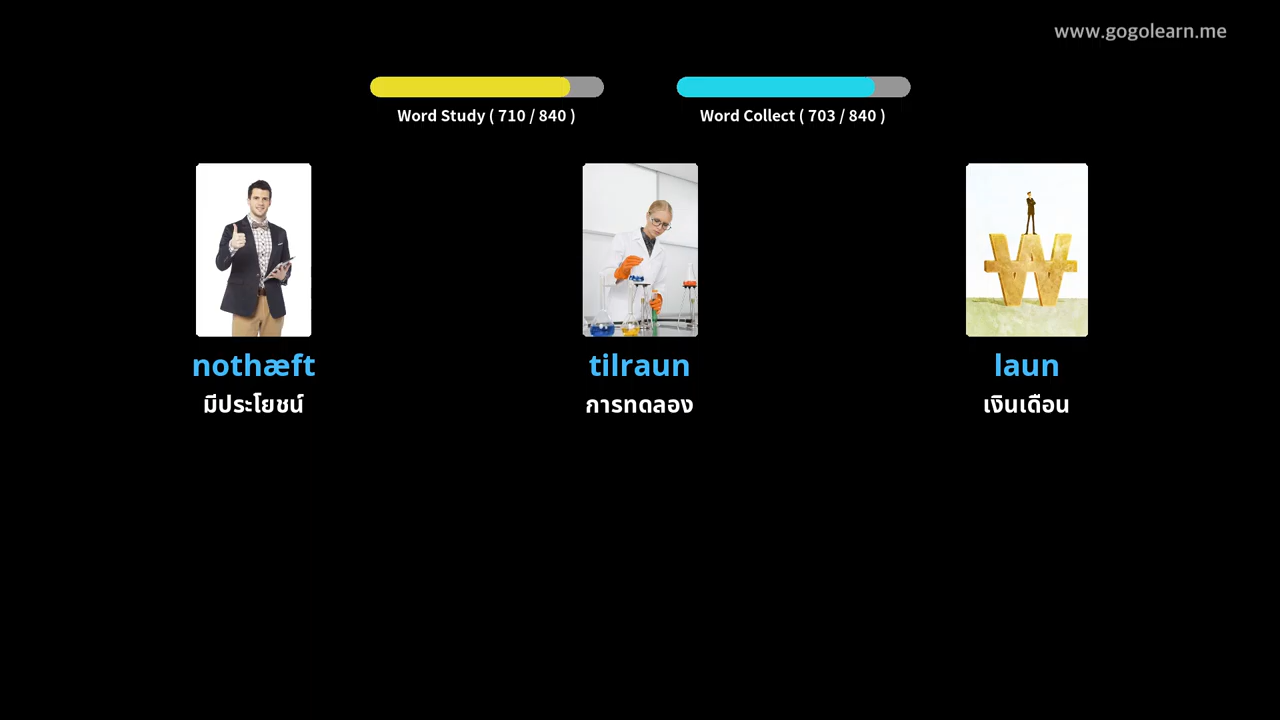 www.gogolearn.me
Word Study ( 710 / 840 )
Word Collect ( 703 / 840 )
nothæft
tilraun
laun
มีประโยชน์
การทดลอง
เงินเดือน